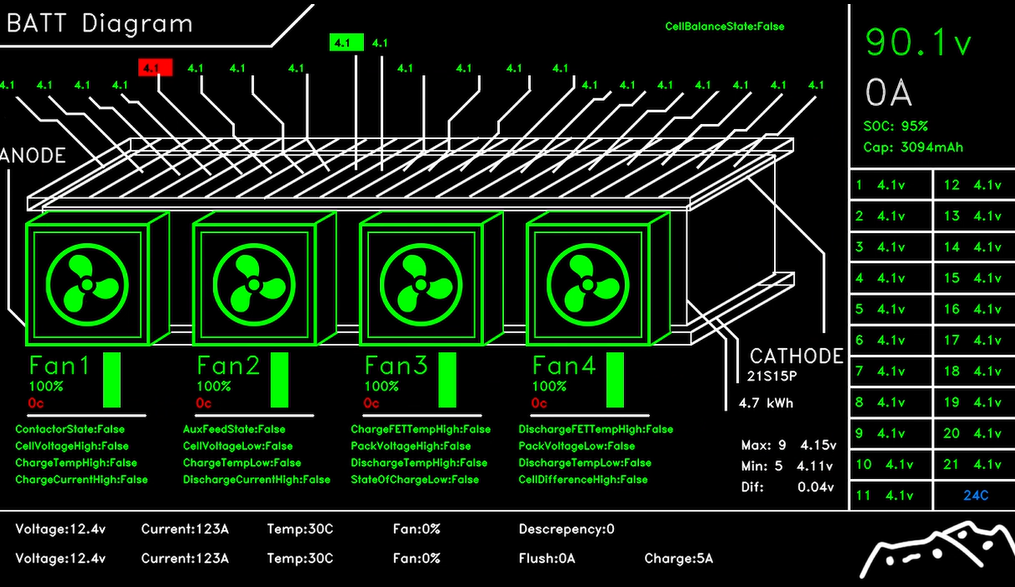 BATT Diagram
CellBalanceState:False
4.1 4.1
4.1 4.1 4.1 4.1 4.1 4.1 4.1 4.1
4.1 4.1 4.1 4.1 4.1 4.1 4.1 4.1 4.1 4.1 4.1
ANODE
Fan1 Fan2 Fan3 Fan4
100% 100% 100% 100%
0c 0c 0c 0c
CATHODE
21S15P
4.7 kWh
ContactorState:False AuxFeedState:False ChargeFETTempHigh:False DischargeFETTempHigh:False
CellVoltageHigh:False CellVoltageLow:False PackVoltageHigh:False PackVoltageLow:False
ChargeTempHigh:False ChargeTempLow:False DischargeTempHigh:False DischargeTempLow:False
ChargeCurrentHigh:False DischargeCurrentHigh:False StateOfChargeLow:False CellDifferenceHigh:False
Max: 9 4.15v
Min: 5 4.11v
Dif: 0.04v
90.1v
0A
SOC: 95%
Cap: 3094mAh
1 4.1v 12 4.1v
2 4.1v 13 4.1v
3 4.1v 14 4.1v
4 4.1v 15 4.1v
5 4.1v 16 4.1v
6 4.1v 17 4.1v
7 4.1v 18 4.1v
8 4.1v 19 4.1v
9 4.1v 20 4.1v
10 4.1v 21 4.1v
11 4.1v 24C
Voltage:12.4v Current:123A Temp:30C Fan:0% Descrepency:0
Voltage:12.4v Current:123A Temp:30C Fan:0% Flush:0A Charge:5A